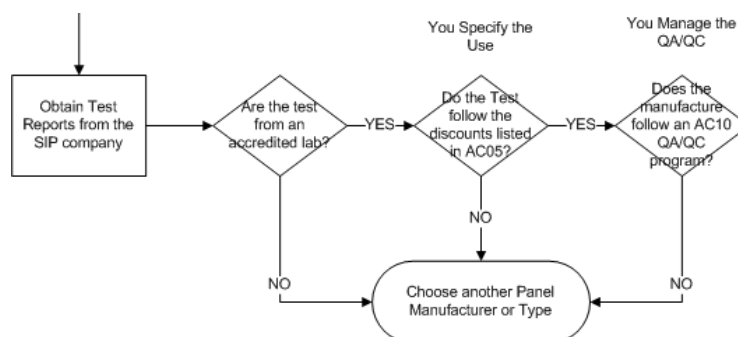 You Specify the
Use
You Manage the
QA/QC
Obtain Test
Reports from the
SIP company
Are the test
from an
accredited lab?
YES
Do the Test
follow the
discounts listed
in AC05?
YES
Does the
manufacture
follow an AC10
QA/QC
program?
NO
NO
NO
Choose another Panel
Manufacturer or Type